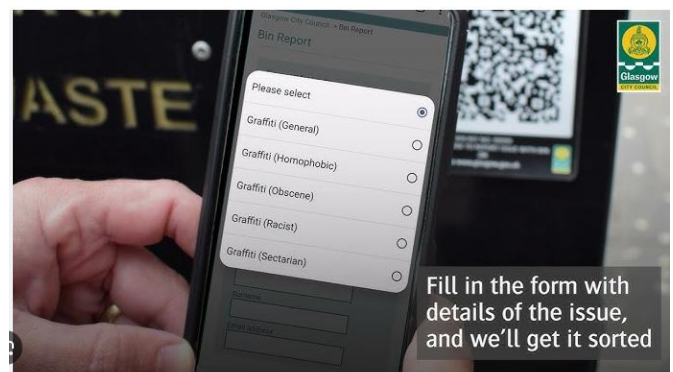 ASTE
Glasgow City Council > Bin Report
Bin Report
Please select
Graffiti (General)
Graffiti (Homophobic)
Graffiti (Obscene)
Graffiti (Racist)
Graffiti (Sectarian)
Surname
Email address
Glasgow
CITY COUNCIL
Fill in the form with
details of the issue,
and we'll get it sorted